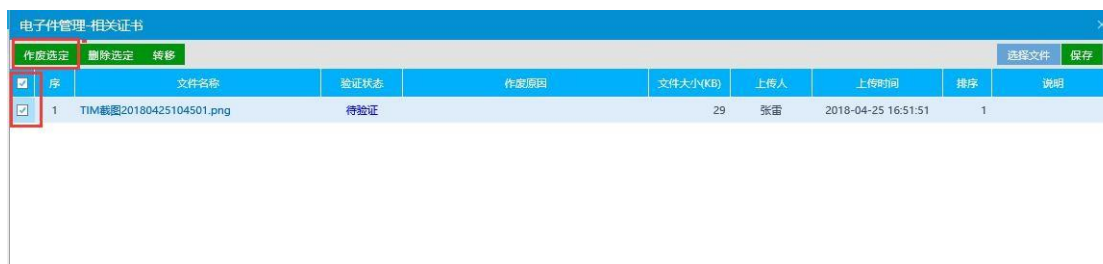 电子件管理-相关证书
作废选定 删除选定 转移 选择文件 保存
序 文件名称 验证状态 作废原因 文件大小(KB) 上传人 上传时间 排序 说明
1 TIM截图20180425104501.png 待验证 29 张雷 2018-04-25 16:51:51 1